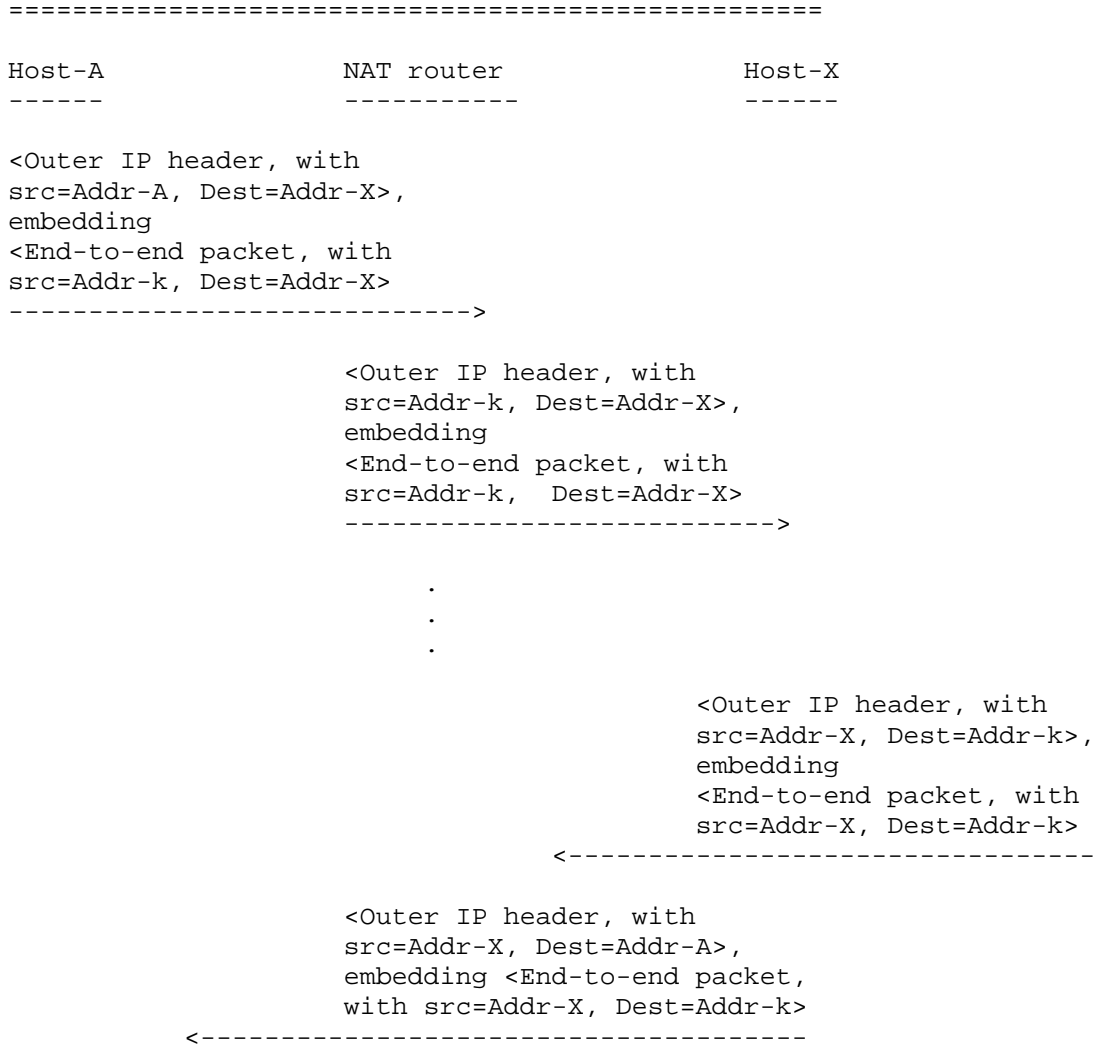 ===================================================
Host-A NAT router Host-X
------ ----------- ------
<Outer IP header, with
src=Addr-A, Dest=Addr-X>,
embedding
<End-to-end packet, with
src=Addr-k, Dest=Addr-X>
----------------------------->
<Outer IP header, with
src=Addr-k, Dest=Addr-X>,
embedding
<End-to-end packet, with
src=Addr-k,  Dest=Addr-X>
--------------------------->
.
.
.
<Outer IP header, with
src=Addr-X, Dest=Addr-k>,
embedding
<End-to-end packet, with
src=Addr-X, Dest=Addr-k>
<---------------------------------
<Outer IP header, with
src=Addr-X, Dest=Addr-A>,
embedding <End-to-end packet,
with src=Addr-X, Dest=Addr-k>
<--------------------------------------